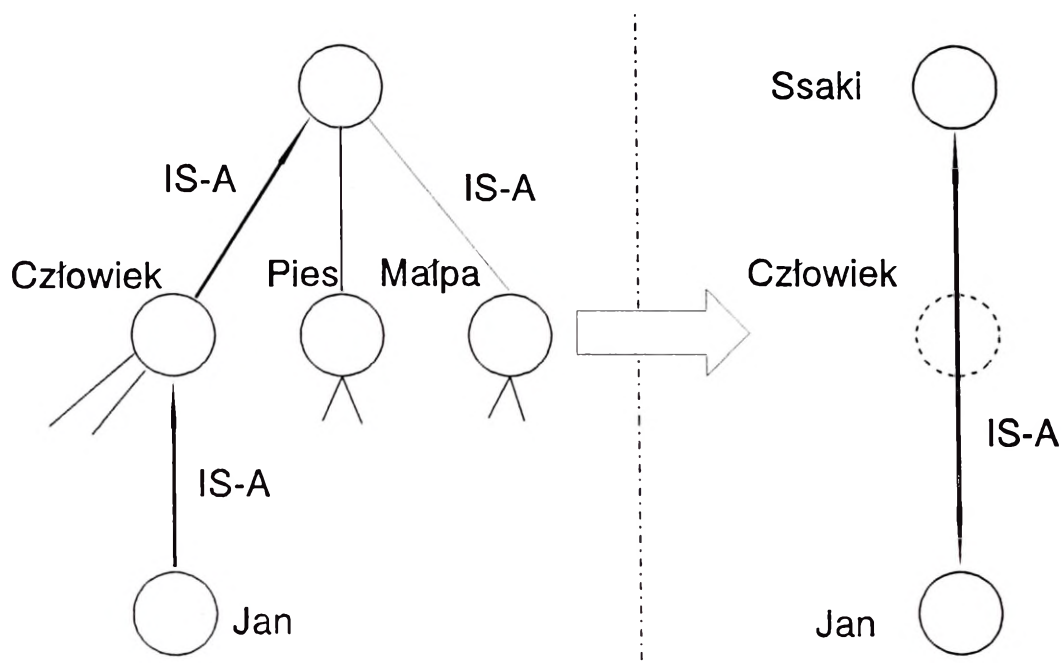 Ssaki
IS-A
IS-A
Człowiek
Pies
Małpa
Człowiek
IS-A
IS-A
Jan
Jan